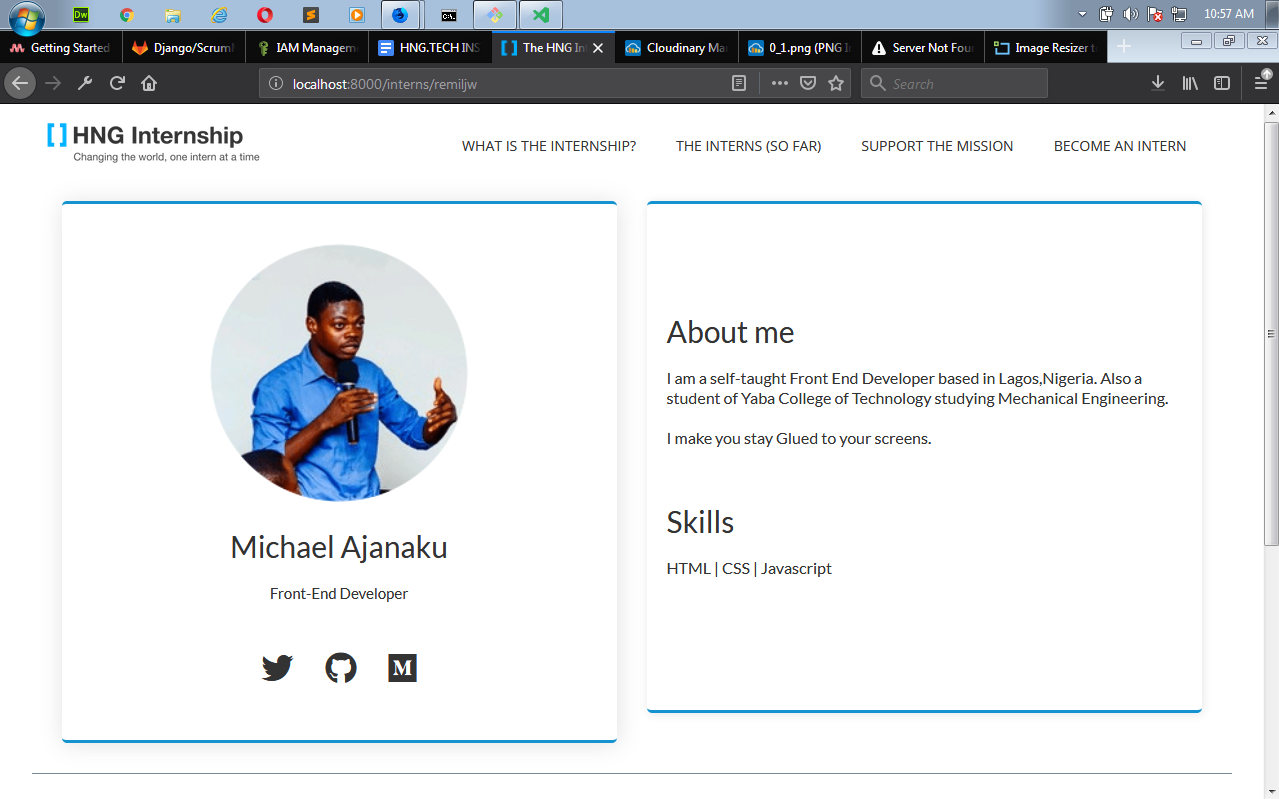 Dw
C:\
10:57 AM
Getting Started
Django/Scrum
IAM Managem
HNG.TECH INS
The HNG In
Cloudinary Ma
0_1.png (PNG I
Server Not Fou
Image Resizer t
localhost:8000/interns/remiljw
Search
[ ] HNG Internship
Changing the world, one intern at a time
WHAT IS THE INTERNSHIP?
THE INTERNS (SO FAR)
SUPPORT THE MISSION
BECOME AN INTERN
Michael Ajanaku
Front-End Developer
M
About me
I am a self-taught Front End Developer based in Lagos,Nigeria. Also a
student of Yaba College of Technology studying Mechanical Engineering.
I make you stay Glued to your screens.
Skills
HTML | CSS | Javascript